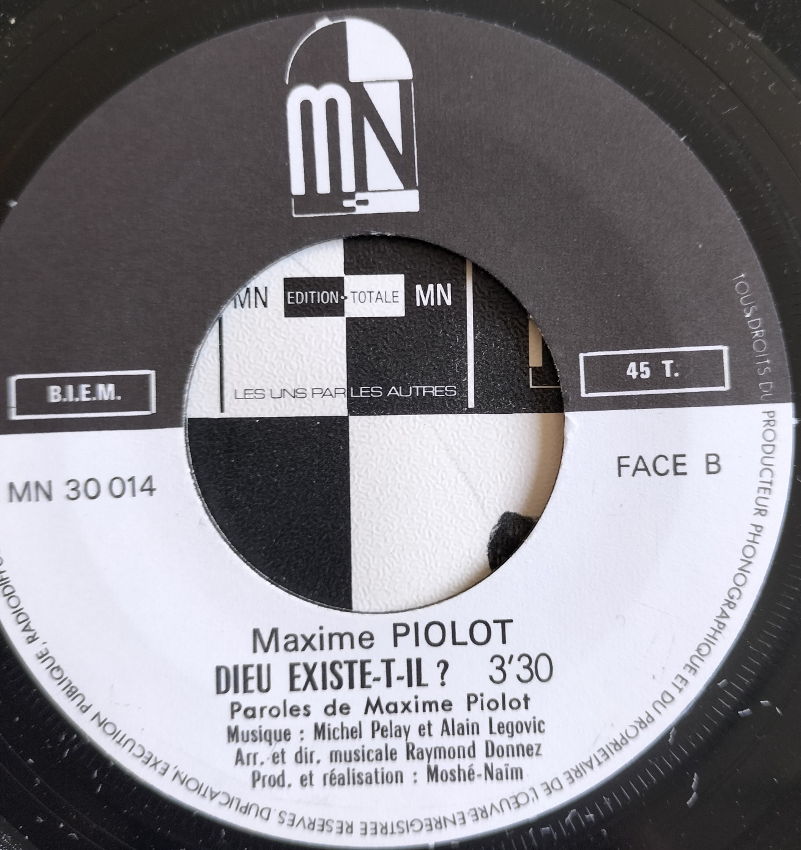 MN
MN EDITION TOTALE MN
LES UNS PAR LES AUTRES
B.I.E.M.
45 T.
MN 30 014
FACE B
Maxime PIOLOT
DIEU EXISTE-T-IL ? 3'30
Paroles de Maxime Piolot
Musique : Michel Pelay et Alain Legovic
Arr. et dir. musicale Raymond Donnez
Prod. et réalisation : Moshé-Naïm
TOUS DROITS DU PRODUCTEUR PHONOGRAPHIQUE ET DU PROPRIETAIRE DE L'ŒUVRE ENREGISTREE RESERVES. DUPLICATION, EXECUTION PUBLIQUE,